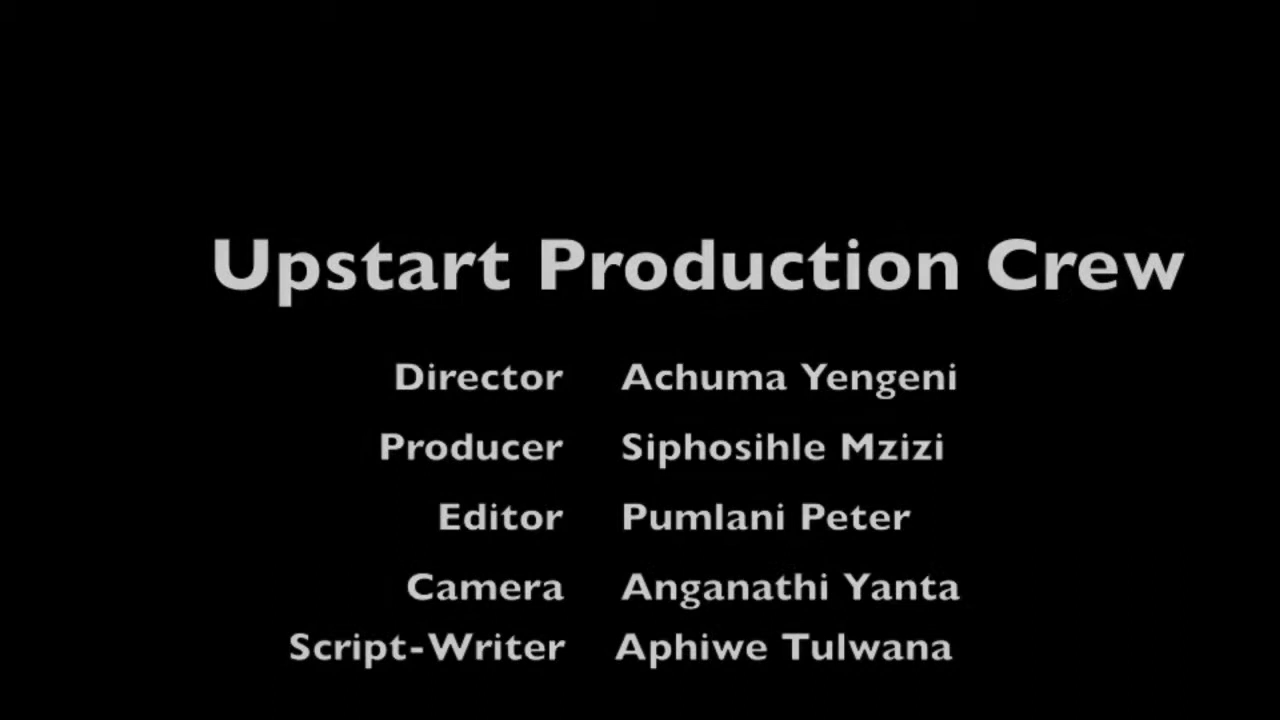 Upstart Production Crew
Director Achuma Yengeni
Producer Siphosihle Mzizi
Editor Pumlani Peter
Camera Anganathi Yanta
Script-Writer Aphiwe Tulwana